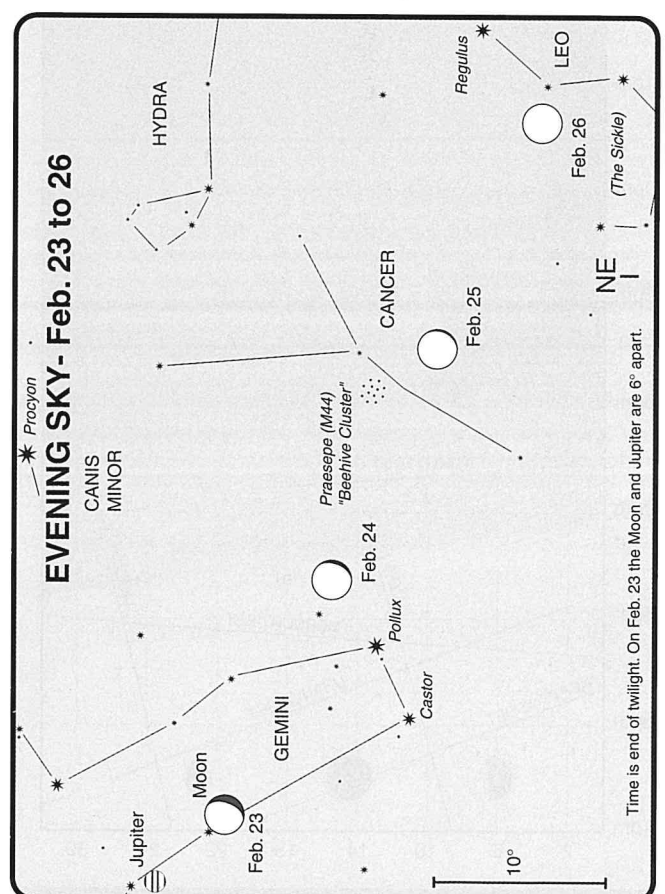 EVENING SKY- Feb. 23 to 26
Procyon
CANIS
MINOR
HYDRA
Regulus
LEO
Feb. 26
(The Sickle)
CANCER
Praesepe (M44)
"Beehive Cluster"
Feb. 25
NE
Feb. 24
Pollux
GEMINI
Castor
Jupiter
Moon
Feb. 23
10°
Time is end of twilight. On Feb. 23 the Moon and Jupiter are 6° apart.